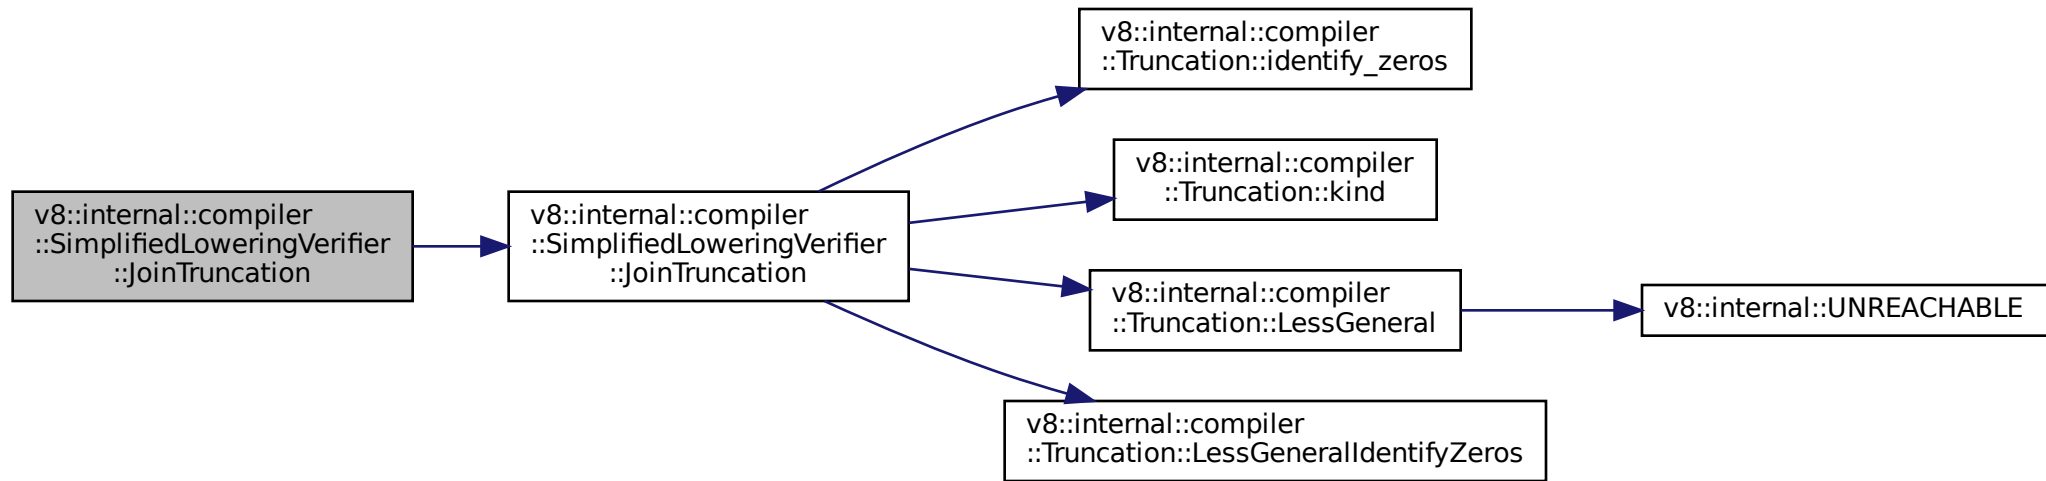 v8::internal::compiler
::SimplifiedLoweringVerifier
::JoinTruncation
v8::internal::compiler
::SimplifiedLoweringVerifier
::JoinTruncation
v8::internal::compiler
::Truncation::identify_zeros
v8::internal::compiler
::Truncation::kind
v8::internal::compiler
::Truncation::LessGeneral
v8::internal::UNREACHABLE
v8::internal::compiler
::Truncation::LessGeneralIdentifyZeros